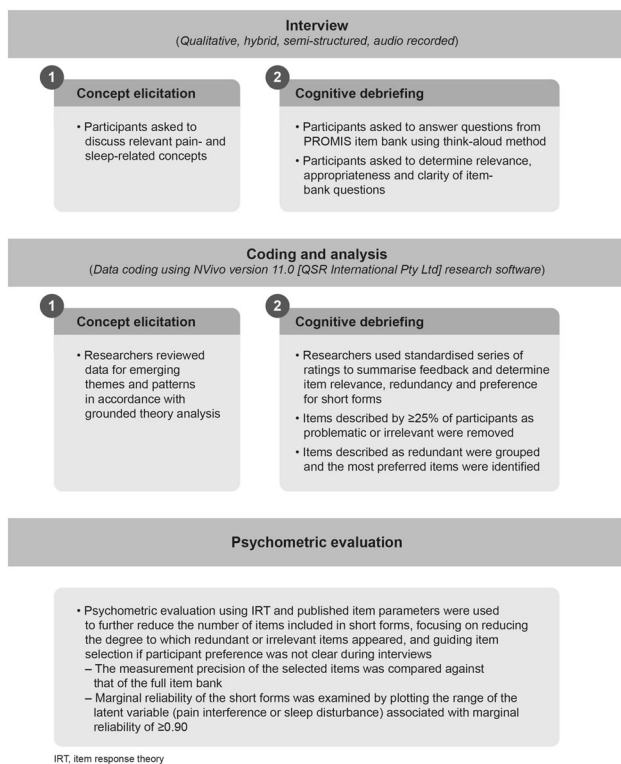 Interview
(Qualitative, hybrid, semi-structured, audio recorded)
1
Concept elicitation
• Participants asked to
discuss relevant pain- and
sleep-related concepts
2
Cognitive debriefing
• Participants asked to answer questions from
PROMIS item bank using think-aloud method
• Participants asked to determine relevance,
appropriateness and clarity of item-
bank questions
Coding and analysis
(Data coding using NVivo version 11.0 [QSR International Pty Ltd] research software)
1
Concept elicitation
• Researchers reviewed
data for emerging
themes and patterns
in accordance with
grounded theory analysis
2
Cognitive debriefing
• Researchers used standardised series of
ratings to summarise feedback and determine
item relevance, redundancy and preference
for short forms
• Items described by ≥25% of participants as
problematic or irrelevant were removed
• Items described as redundant were grouped
and the most preferred items were identified
Psychometric evaluation
• Psychometric evaluation using IRT and published item parameters were used
to further reduce the number of items included in short forms, focusing on reducing
the degree to which redundant or irrelevant items appeared, and guiding item
selection if participant preference was not clear during interviews
– The measurement precision of the selected items was compared against
that of the full item bank
– Marginal reliability of the short forms was examined by plotting the range of the
latent variable (pain interference or sleep disturbance) associated with marginal
reliability of ≥0.90
IRT, item response theory